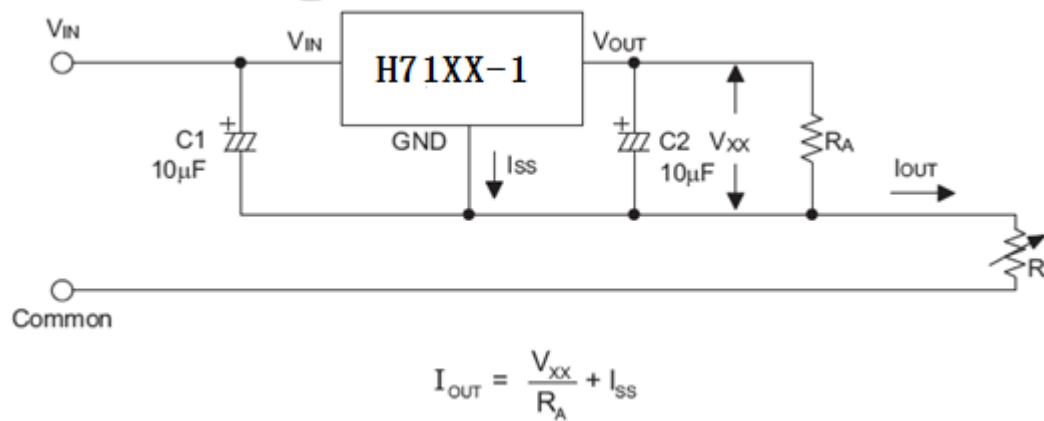 VIN
VIN
H71XX-1
VOUT
GND
C1
10μF
ISS
C2
10μF
VXX
RA
IOUT
R
Common
IOUT = VXX / RA + ISS